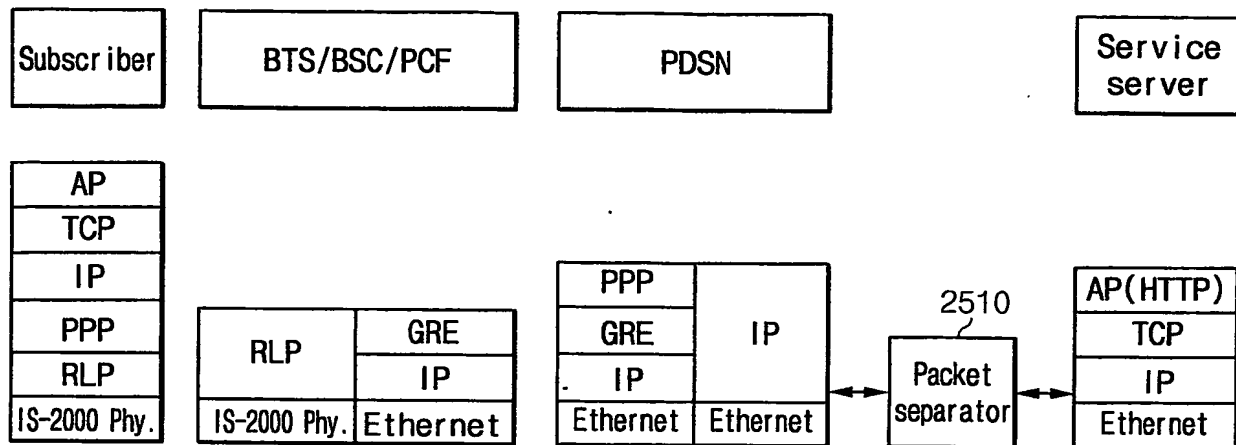 Subscriber
BTS/BSC/PCF
PDSN
Service
server
AP
TCP
IP
PPP
RLP
IS-2000 Phy.
RLP
IS-2000 Phy.
GRE
IP
Ethernet
PPP
GRE
IP
Ethernet
IP
Ethernet
2510
Packet
separator
AP(HTTP)
TCP
IP
Ethernet